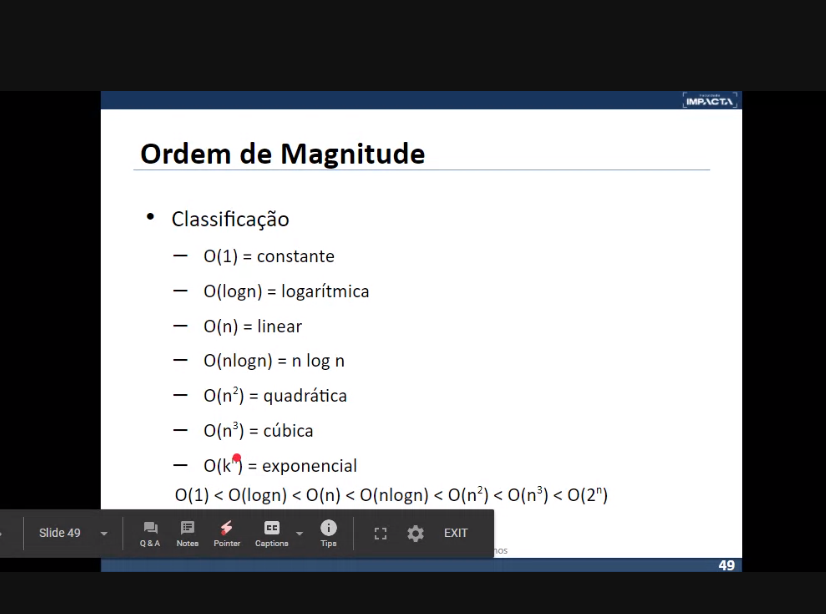 IMPACTA
Ordem de Magnitude
• Classificação
– O(1) = constante
– O(logn) = logarítmica
– O(n) = linear
– O(nlogn) = n log n
– O(n²) = quadrática
– O(n³) = cúbica
– O(kⁿ) = exponencial
O(1) < O(logn) < O(n) < O(nlogn) < O(n²) < O(n³) < O(2ⁿ)
Slide 49 Q & A Notes Pointer Captions Tips EXIT
49